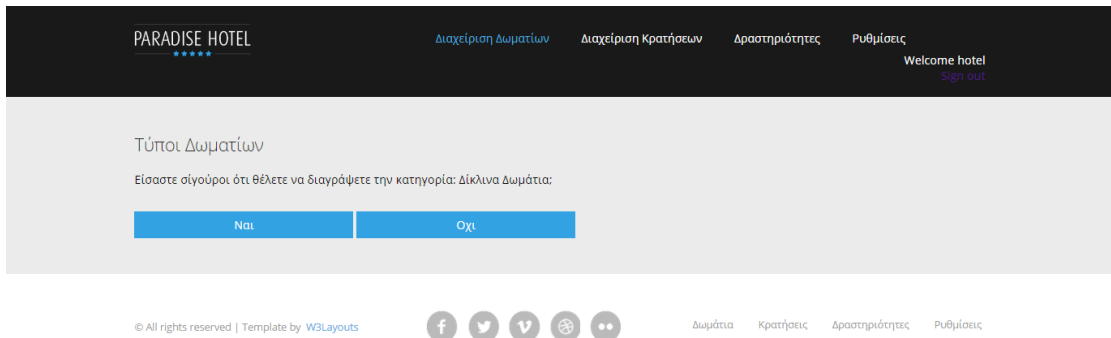 PARADISE HOTEL
Διαχείριση Δωματίων Διαχείριση Κρατήσεων Δραστηριότητες Ρυθμίσεις
Welcome hotel
Sign out
Τύποι Δωματίων
Είσαστε σίγούροι ότι θέλετε να διαγράψετε την κατηγορία: Δίκλινα Δωμάτια;
Ναι Οχι
© All rights reserved | Template by W3Layouts
Δωμάτια Κρατήσεις Δραστηριότητες Ρυθμίσεις